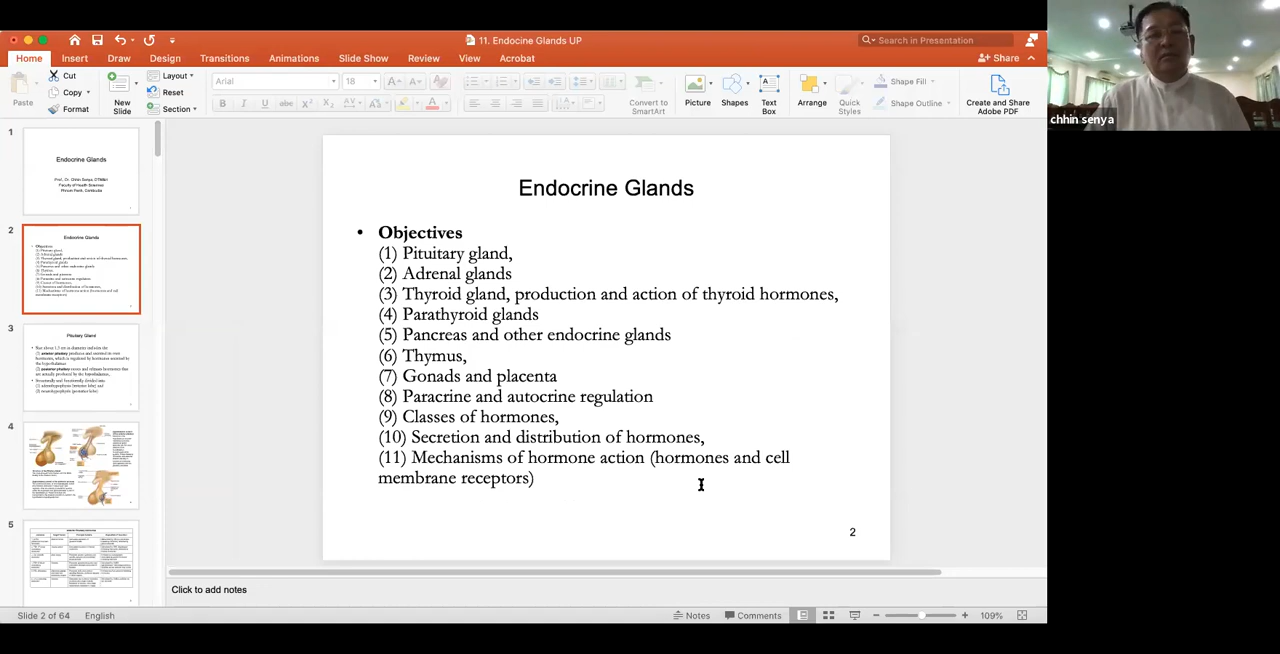 11. Endocine Glands UP
Search in Presentation
Home Insert Draw Design Transitions Animations Slide Show Review View Acrobat
Share
Paste
Cut
Copy
Format
New Slide
Layout
Reset
Section
Arial
18
Convert to SmartArt
Picture
Shapes
Text Box
Arrange
Quick Styles
Shape Fill
Shape Outline
Create and Share Adobe PDF
chhin senya
1
Endocrine Glands
Faculty of Health Sciences
Phnom Penh, Cambodia
2
Endocrine Glands
3
Pituitary Gland
4
5
Endocrine Glands
• Objectives
(1) Pituitary gland,
(2) Adrenal glands
(3) Thyroid gland, production and action of thyroid hormones,
(4) Parathyroid glands
(5) Pancreas and other endocrine glands
(6) Thymus,
(7) Gonads and placenta
(8) Paracrine and autocrine regulation
(9) Classes of hormones,
(10) Secretion and distribution of hormones,
(11) Mechanisms of hormone action (hormones and cell
membrane receptors)
2
Click to add notes
Slide 2 of 64 English
Notes Comments 109%